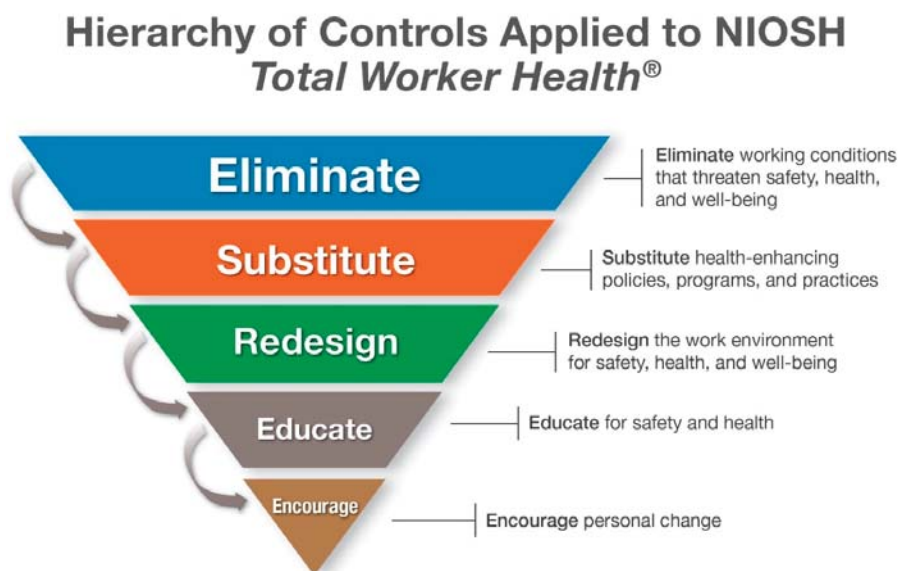 Hierarchy of Controls Applied to NIOSH
Total Worker Health®
Eliminate
Eliminate working conditions
that threaten safety, health,
and well-being
Substitute
Substitute health-enhancing
policies, programs, and practices
Redesign
Redesign the work environment
for safety, health, and well-being
Educate
Educate for safety and health
Encourage
Encourage personal change